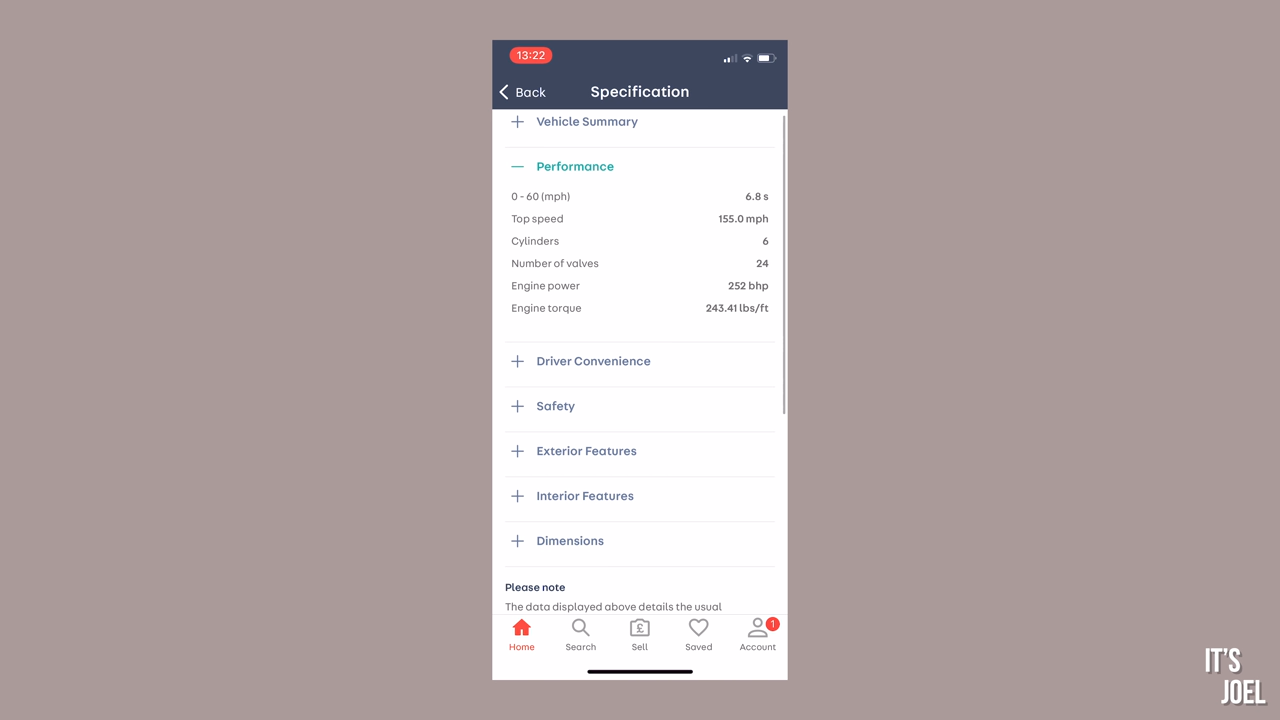 13:22
Back
Specification
Vehicle Summary
Performance
0 - 60 (mph) 6.8 s
Top speed 155.0 mph
Cylinders 6
Number of valves 24
Engine power 252 bhp
Engine torque 243.41 lbs/ft
Driver Convenience
Safety
Exterior Features
Interior Features
Dimensions
Please note
The data displayed above details the usual
1
Home Search Sell Saved Account
IT'S
JOEL